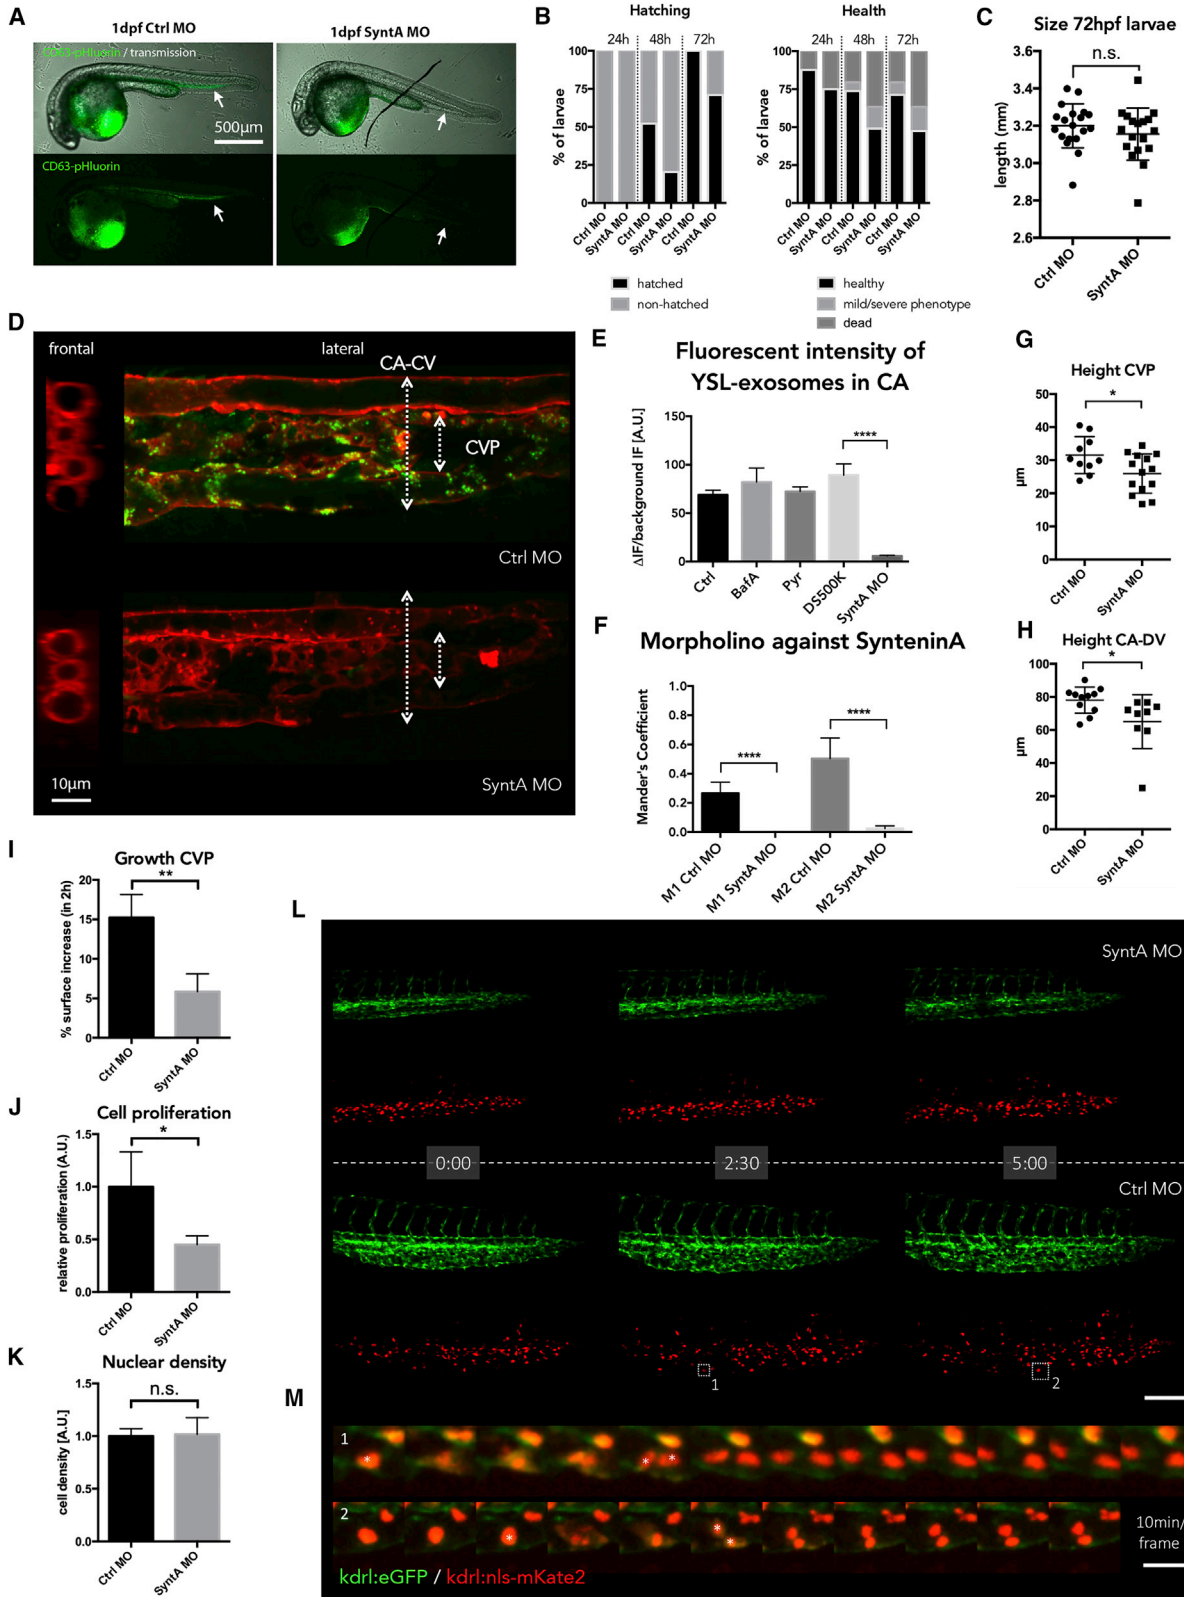 A
1dpf Ctrl MO
1dpf SyntA MO
CD63-pHluorin / transmission
500µm
CD63-pHluorin
B
Hatching
Health
24h 48h 72h
24h 48h 72h
% of larvae
100
75
50
25
0
Ctrl MO
SyntA MO
Ctrl MO
SyntA MO
Ctrl MO
SyntA MO
hatched
non-hatched
% of larvae
100
75
50
25
0
Ctrl MO
SyntA MO
Ctrl MO
SyntA MO
Ctrl MO
SyntA MO
healthy
mild/severe phenotype
dead
C
Size 72hpf larvae
n.s.
length (mm)
3.6
3.4
3.2
3.0
2.8
2.6
Ctrl MO
SyntA MO
D
frontal
lateral
CA-CV
CVP
Ctrl MO
SyntA MO
10µm
E
Fluorescent intensity of
YSL-exosomes in CA
ΔIF/background IF [A.U.]
150
100
50
0
****
Ctrl
BafA
Pyr
DS500K
SyntA MO
F
Morpholino against SynteninA
Mander's Coefficient
1.0
0.8
0.6
0.4
0.2
0.0
****
****
M1 Ctrl MO
M1 SyntA MO
M2 Ctrl MO
M2 SyntA MO
G
Height CVP
*
µm
50
40
30
20
10
0
Ctrl MO
SyntA MO
H
Height CA-DV
*
µm
100
80
60
40
20
0
Ctrl MO
SyntA MO
I
Growth CVP
**
% surface increase (in 2h)
20
15
10
5
0
Ctrl MO
SyntA MO
J
Cell proliferation
*
relative proliferation (A.U.)
1.5
1.0
0.5
0.0
Ctrl MO
SyntA MO
K
Nuclear density
n.s.
cell density [A.U.]
1.5
1.0
0.5
0.0
Ctrl MO
SyntA MO
L
SyntA MO
0:00
2:30
5:00
Ctrl MO
1
2
M
1
* * *
2
* * *
10min/
frame
kdrl:eGFP / kdrl:nls-mKate2